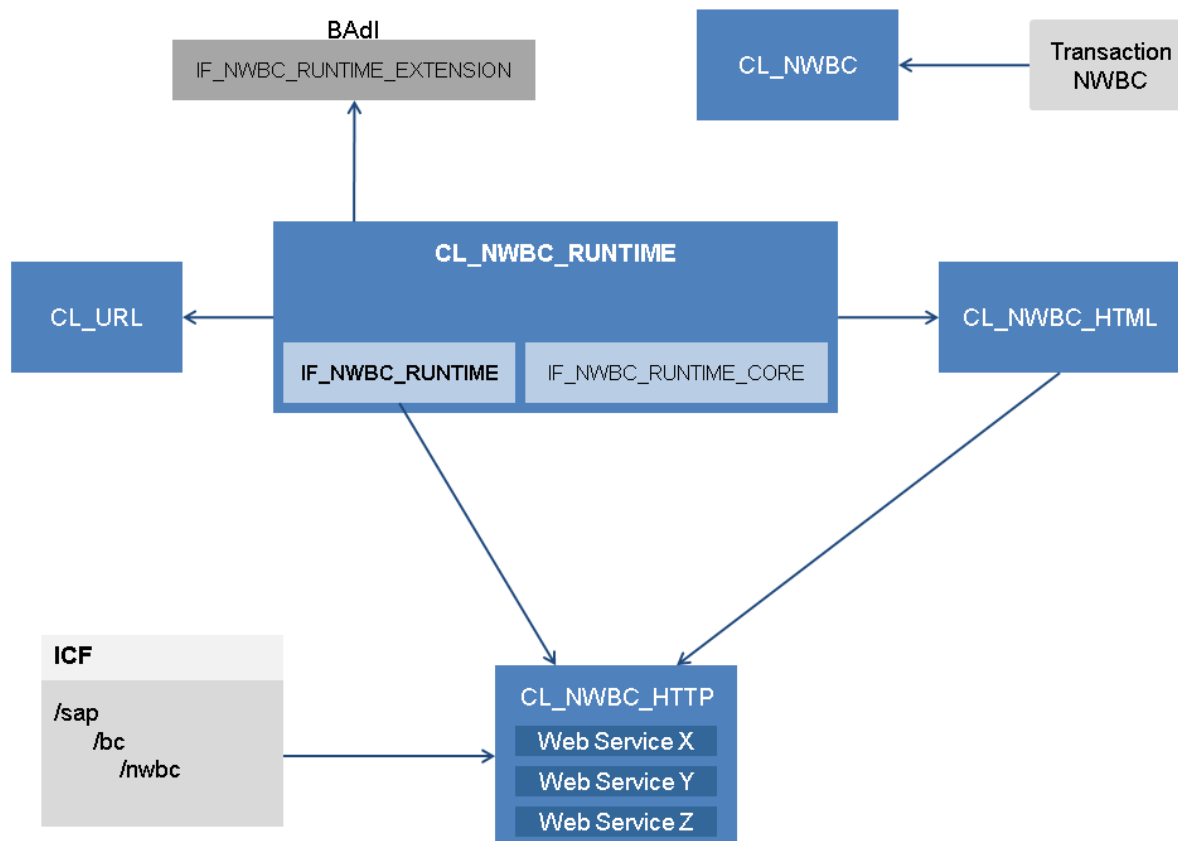 BAdI
IF_NWBC_RUNTIME_EXTENSION
CL_NWBC
Transaction
NWBC
CL_NWBC_RUNTIME
CL_URL
CL_NWBC_HTML
IF_NWBC_RUNTIME
IF_NWBC_RUNTIME_CORE
ICF
/sap
/bc
/nwbc
CL_NWBC_HTTP
Web Service X
Web Service Y
Web Service Z